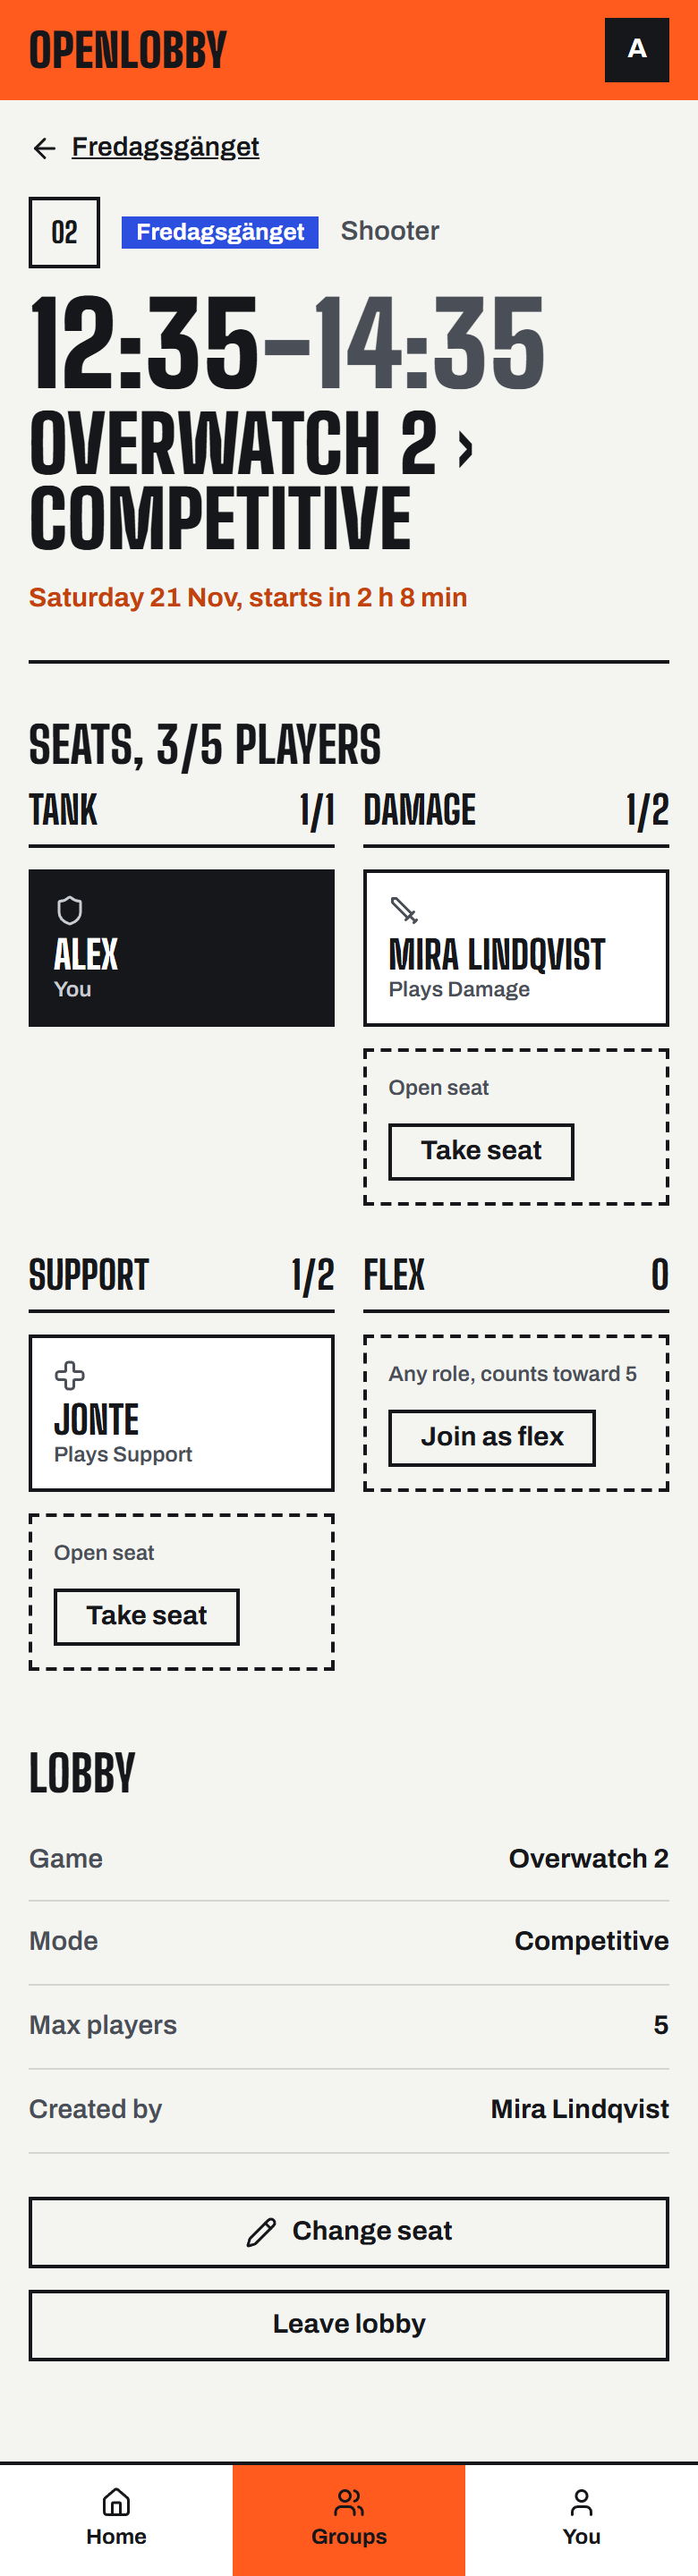 OPENLOBBY
A
Fredagsgänget
02
Fredagsgänget
Shooter
12:35–14:35
OVERWATCH 2 ›
COMPETITIVE
Saturday 21 Nov, starts in 2 h 8 min
SEATS, 3/5 PLAYERS
TANK 1/1
ALEX
You
DAMAGE 1/2
MIRA LINDQVIST
Plays Damage
Open seat
Take seat
SUPPORT 1/2
JONTE
Plays Support
Open seat
Take seat
FLEX 0
Any role, counts toward 5
Join as flex
LOBBY
Game Overwatch 2
Mode Competitive
Max players 5
Created by Mira Lindqvist
Change seat
Leave lobby
Home
Groups
You